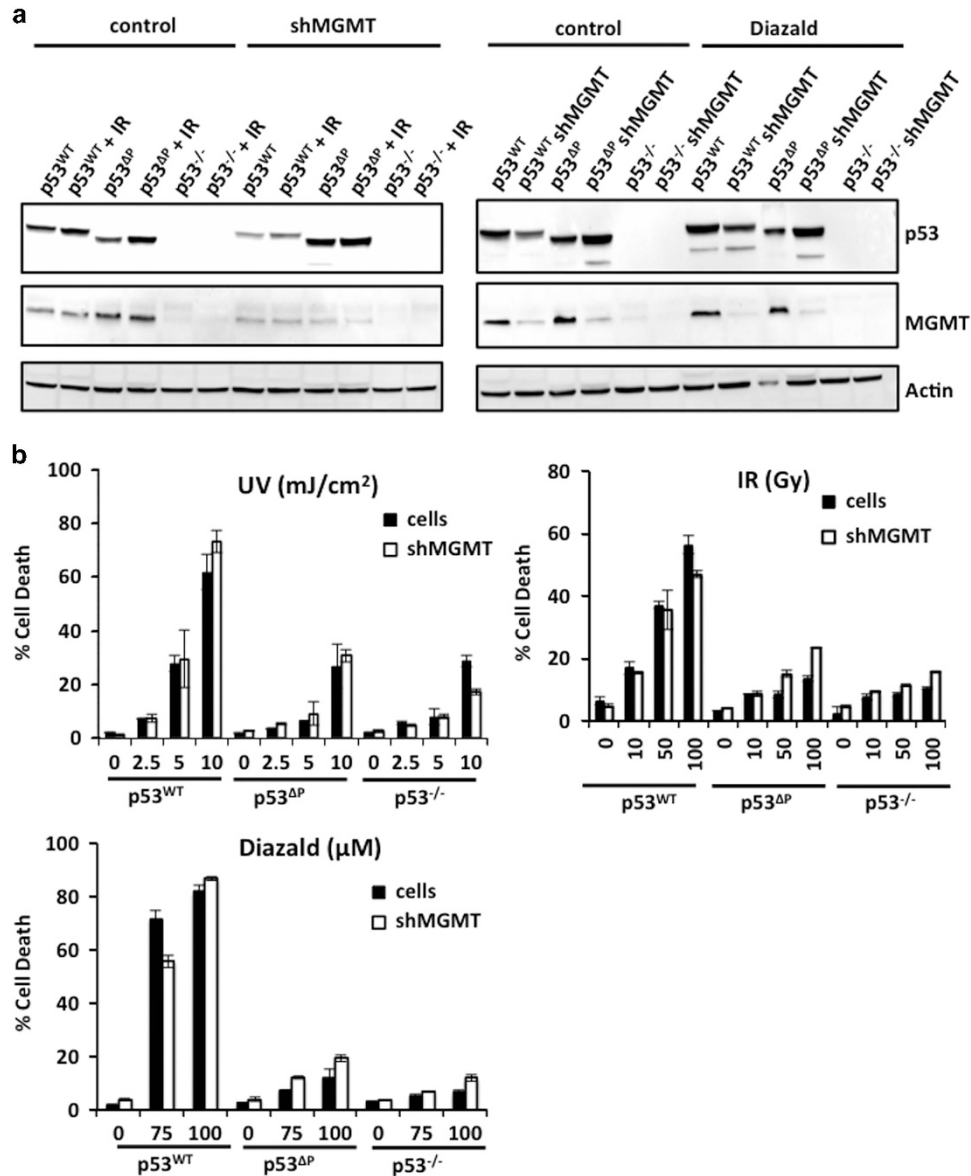 a
control shMGMT control Diazald
p53WT p53WT + IR p53ΔP p53ΔP + IR p53-/- p53-/- + IR p53WT p53WT + IR p53ΔP p53ΔP + IR p53-/- p53-/- + IR p53WT p53WT shMGMT p53ΔP p53ΔP shMGMT p53-/- p53-/- shMGMT p53WT p53WT shMGMT p53ΔP p53ΔP shMGMT p53-/- p53-/- shMGMT
p53
MGMT
Actin
b
UV (mJ/cm²)
cells
shMGMT
% Cell Death
100
80
60
40
20
0
0 2.5 5 10 0 2.5 5 10 0 2.5 5 10
p53WT p53ΔP p53-/-
IR (Gy)
cells
shMGMT
% Cell Death
80
60
40
20
0
0 10 50 100 0 10 50 100 0 10 50 100
p53WT p53ΔP p53-/-
Diazald (μM)
cells
shMGMT
% Cell Death
100
80
60
40
20
0
0 75 100 0 75 100 0 75 100
p53WT p53ΔP p53-/-